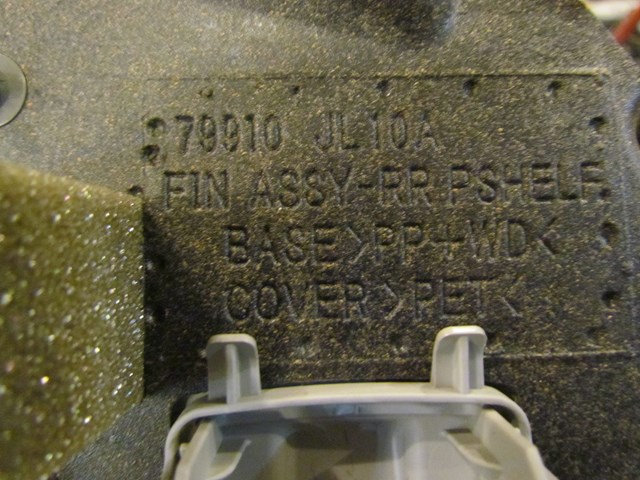 79910 JL10A
FIN ASSY-RR PSHELF
BASE>PP+WD<
COVER>PET<